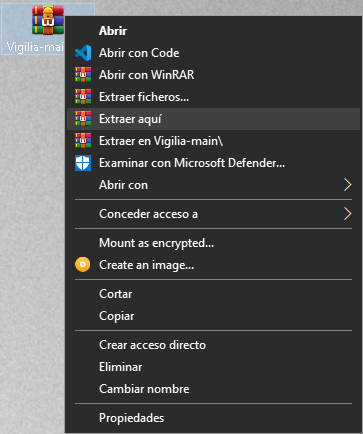 Vigilia-mai
Abrir
Abrir con Code
Abrir con WinRAR
Extraer ficheros...
Extraer aquí
Extraer en Vigilia-main\
Examinar con Microsoft Defender...
Abrir con
Conceder acceso a
Mount as encrypted...
Create an image...
Cortar
Copiar
Crear acceso directo
Eliminar
Cambiar nombre
Propiedades